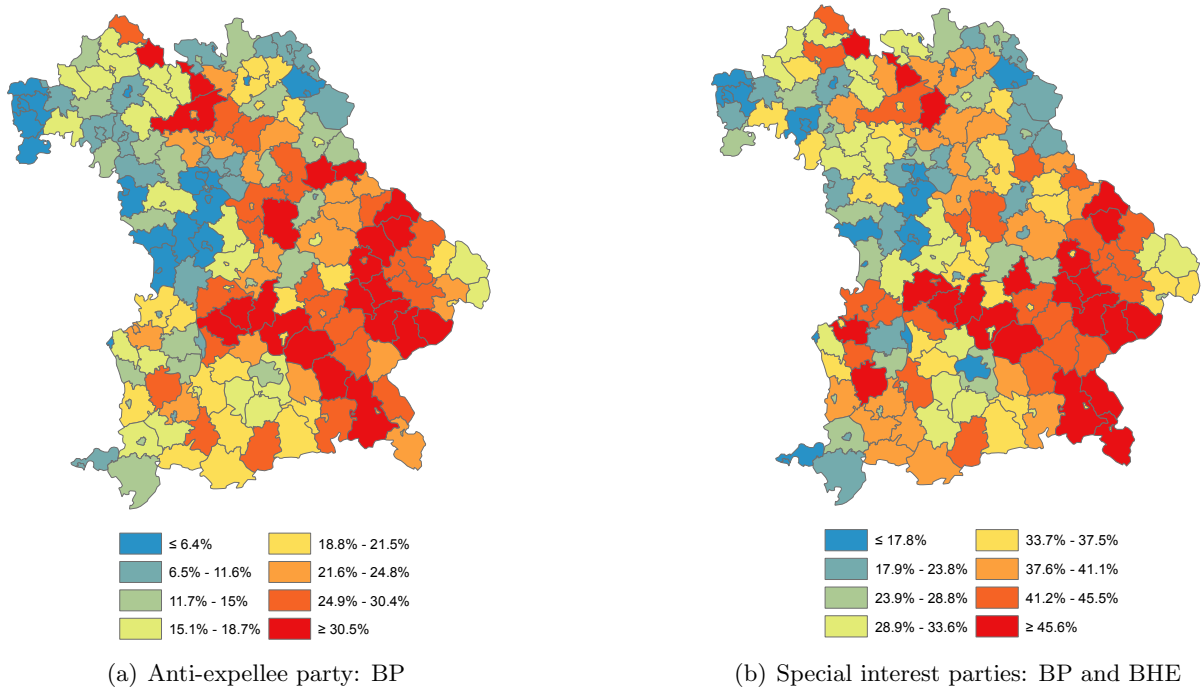 ≤ 6.4%
6.5% - 11.6%
11.7% - 15%
15.1% - 18.7%
18.8% - 21.5%
21.6% - 24.8%
24.9% - 30.4%
≥ 30.5%
(a) Anti-expellee party: BP
≤ 17.8%
17.9% - 23.8%
23.9% - 28.8%
28.9% - 33.6%
33.7% - 37.5%
37.6% - 41.1%
41.2% - 45.5%
≥ 45.6%
(b) Special interest parties: BP and BHE